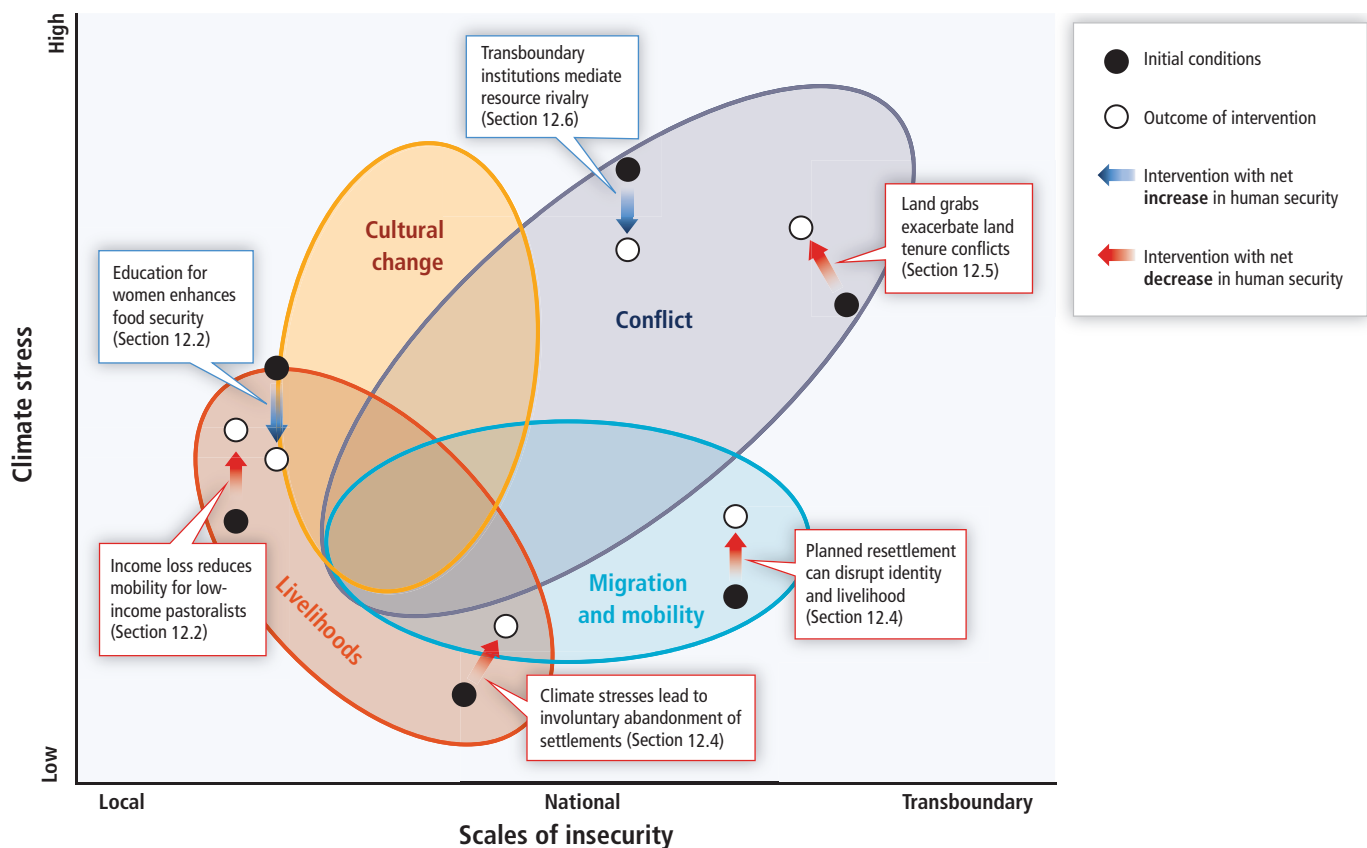 High
Climate stress
Low
Transboundary
institutions mediate
resource rivalry
(Section 12.6)
Cultural
change
Education for
women enhances
food security
(Section 12.2)
Land grabs
exacerbate land
tenure conflicts
(Section 12.5)
Conflict
Income loss reduces
mobility for low-
income pastoralists
(Section 12.2)
Livelihoods
Migration
and mobility
Planned resettlement
can disrupt identity
and livelihood
(Section 12.4)
Climate stresses lead to
involuntary abandonment of
settlements (Section 12.4)
Local
National
Transboundary
Scales of insecurity
Initial conditions
Outcome of intervention
Intervention with net
increase in human security
Intervention with net
decrease in human security